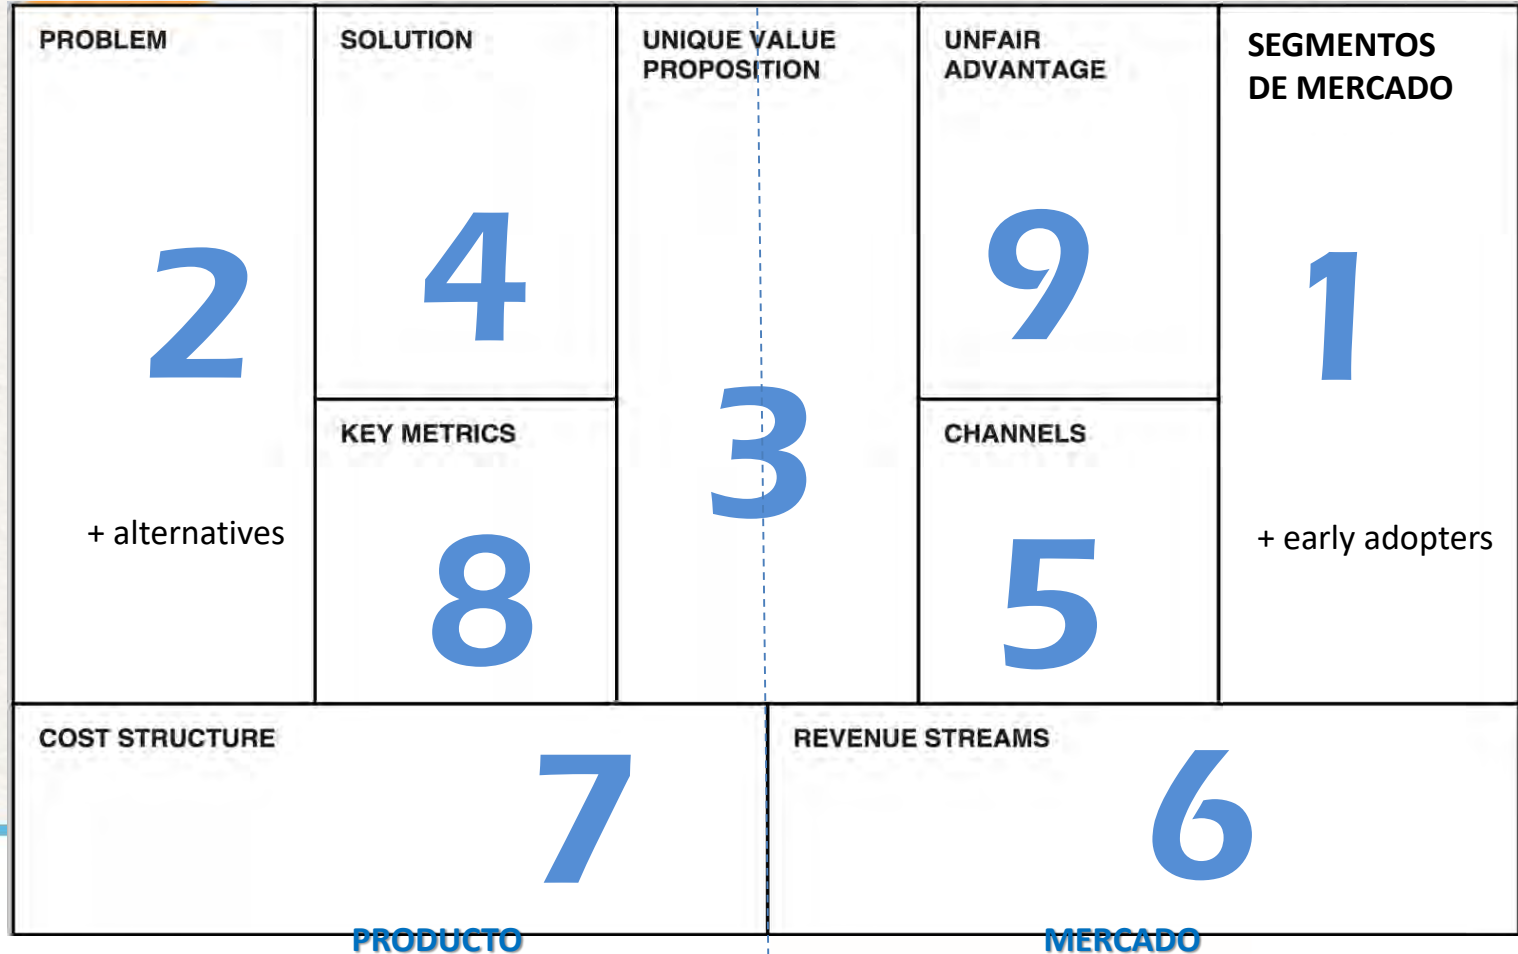 PROBLEM
2
+ alternatives
SOLUTION
4
KEY METRICS
8
UNIQUE VALUE
PROPOSITION
3
UNFAIR
ADVANTAGE
9
CHANNELS
5
SEGMENTOS
DE MERCADO
1
+ early adopters
COST STRUCTURE
7
REVENUE STREAMS
6
PRODUCTO
MERCADO